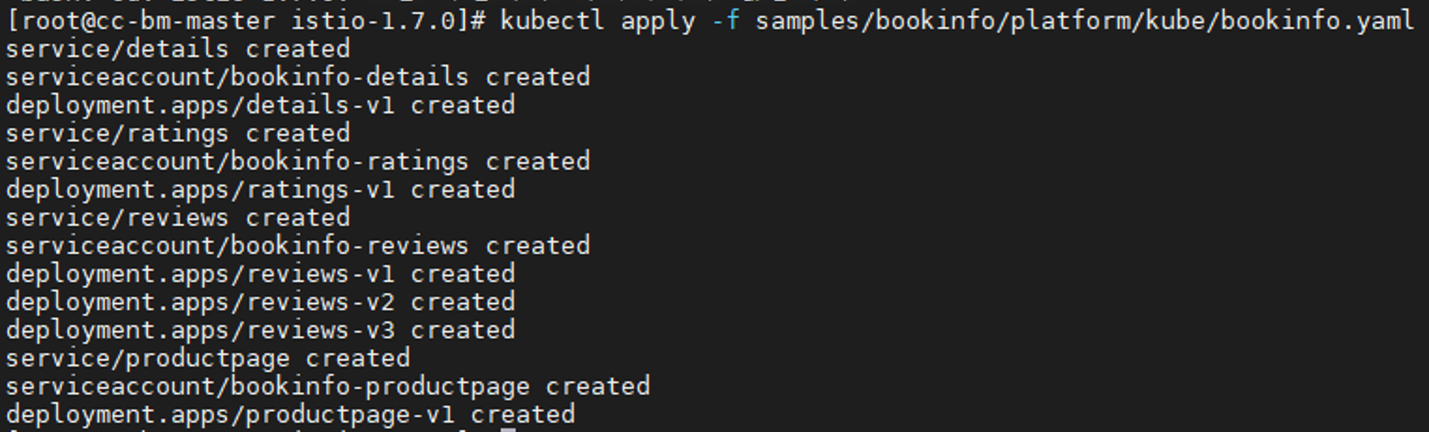 [root@cc-bm-master istio-1.7.0]# kubectl apply -f samples/bookinfo/platform/kube/bookinfo.yaml
service/details created
serviceaccount/bookinfo-details created
deployment.apps/details-v1 created
service/ratings created
serviceaccount/bookinfo-ratings created
deployment.apps/ratings-v1 created
service/reviews created
serviceaccount/bookinfo-reviews created
deployment.apps/reviews-v1 created
deployment.apps/reviews-v2 created
deployment.apps/reviews-v3 created
service/productpage created
serviceaccount/bookinfo-productpage created
deployment.apps/productpage-v1 created